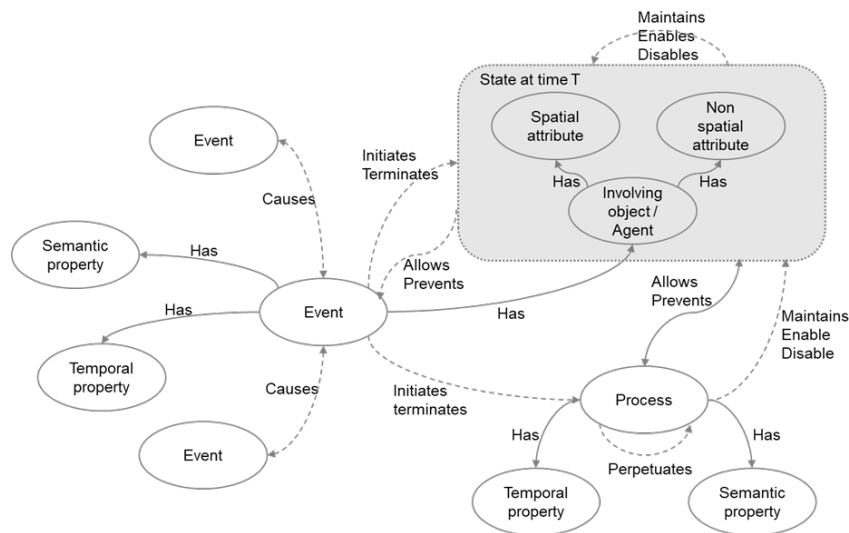 Maintains
Enables
Disables
State at time T
Spatial
attribute
Non
spatial
attribute
Event
Initiates
Terminates
Has
Has
Causes
Involving
object /
Agent
Semantic
property
Has
Allows
Prevents
Allows
Prevents
Has
Event
Has
Maintains
Enable
Disable
Temporal
property
Causes
Initiates
terminates
Process
Event
Has
Has
Perpetuates
Temporal
property
Semantic
property